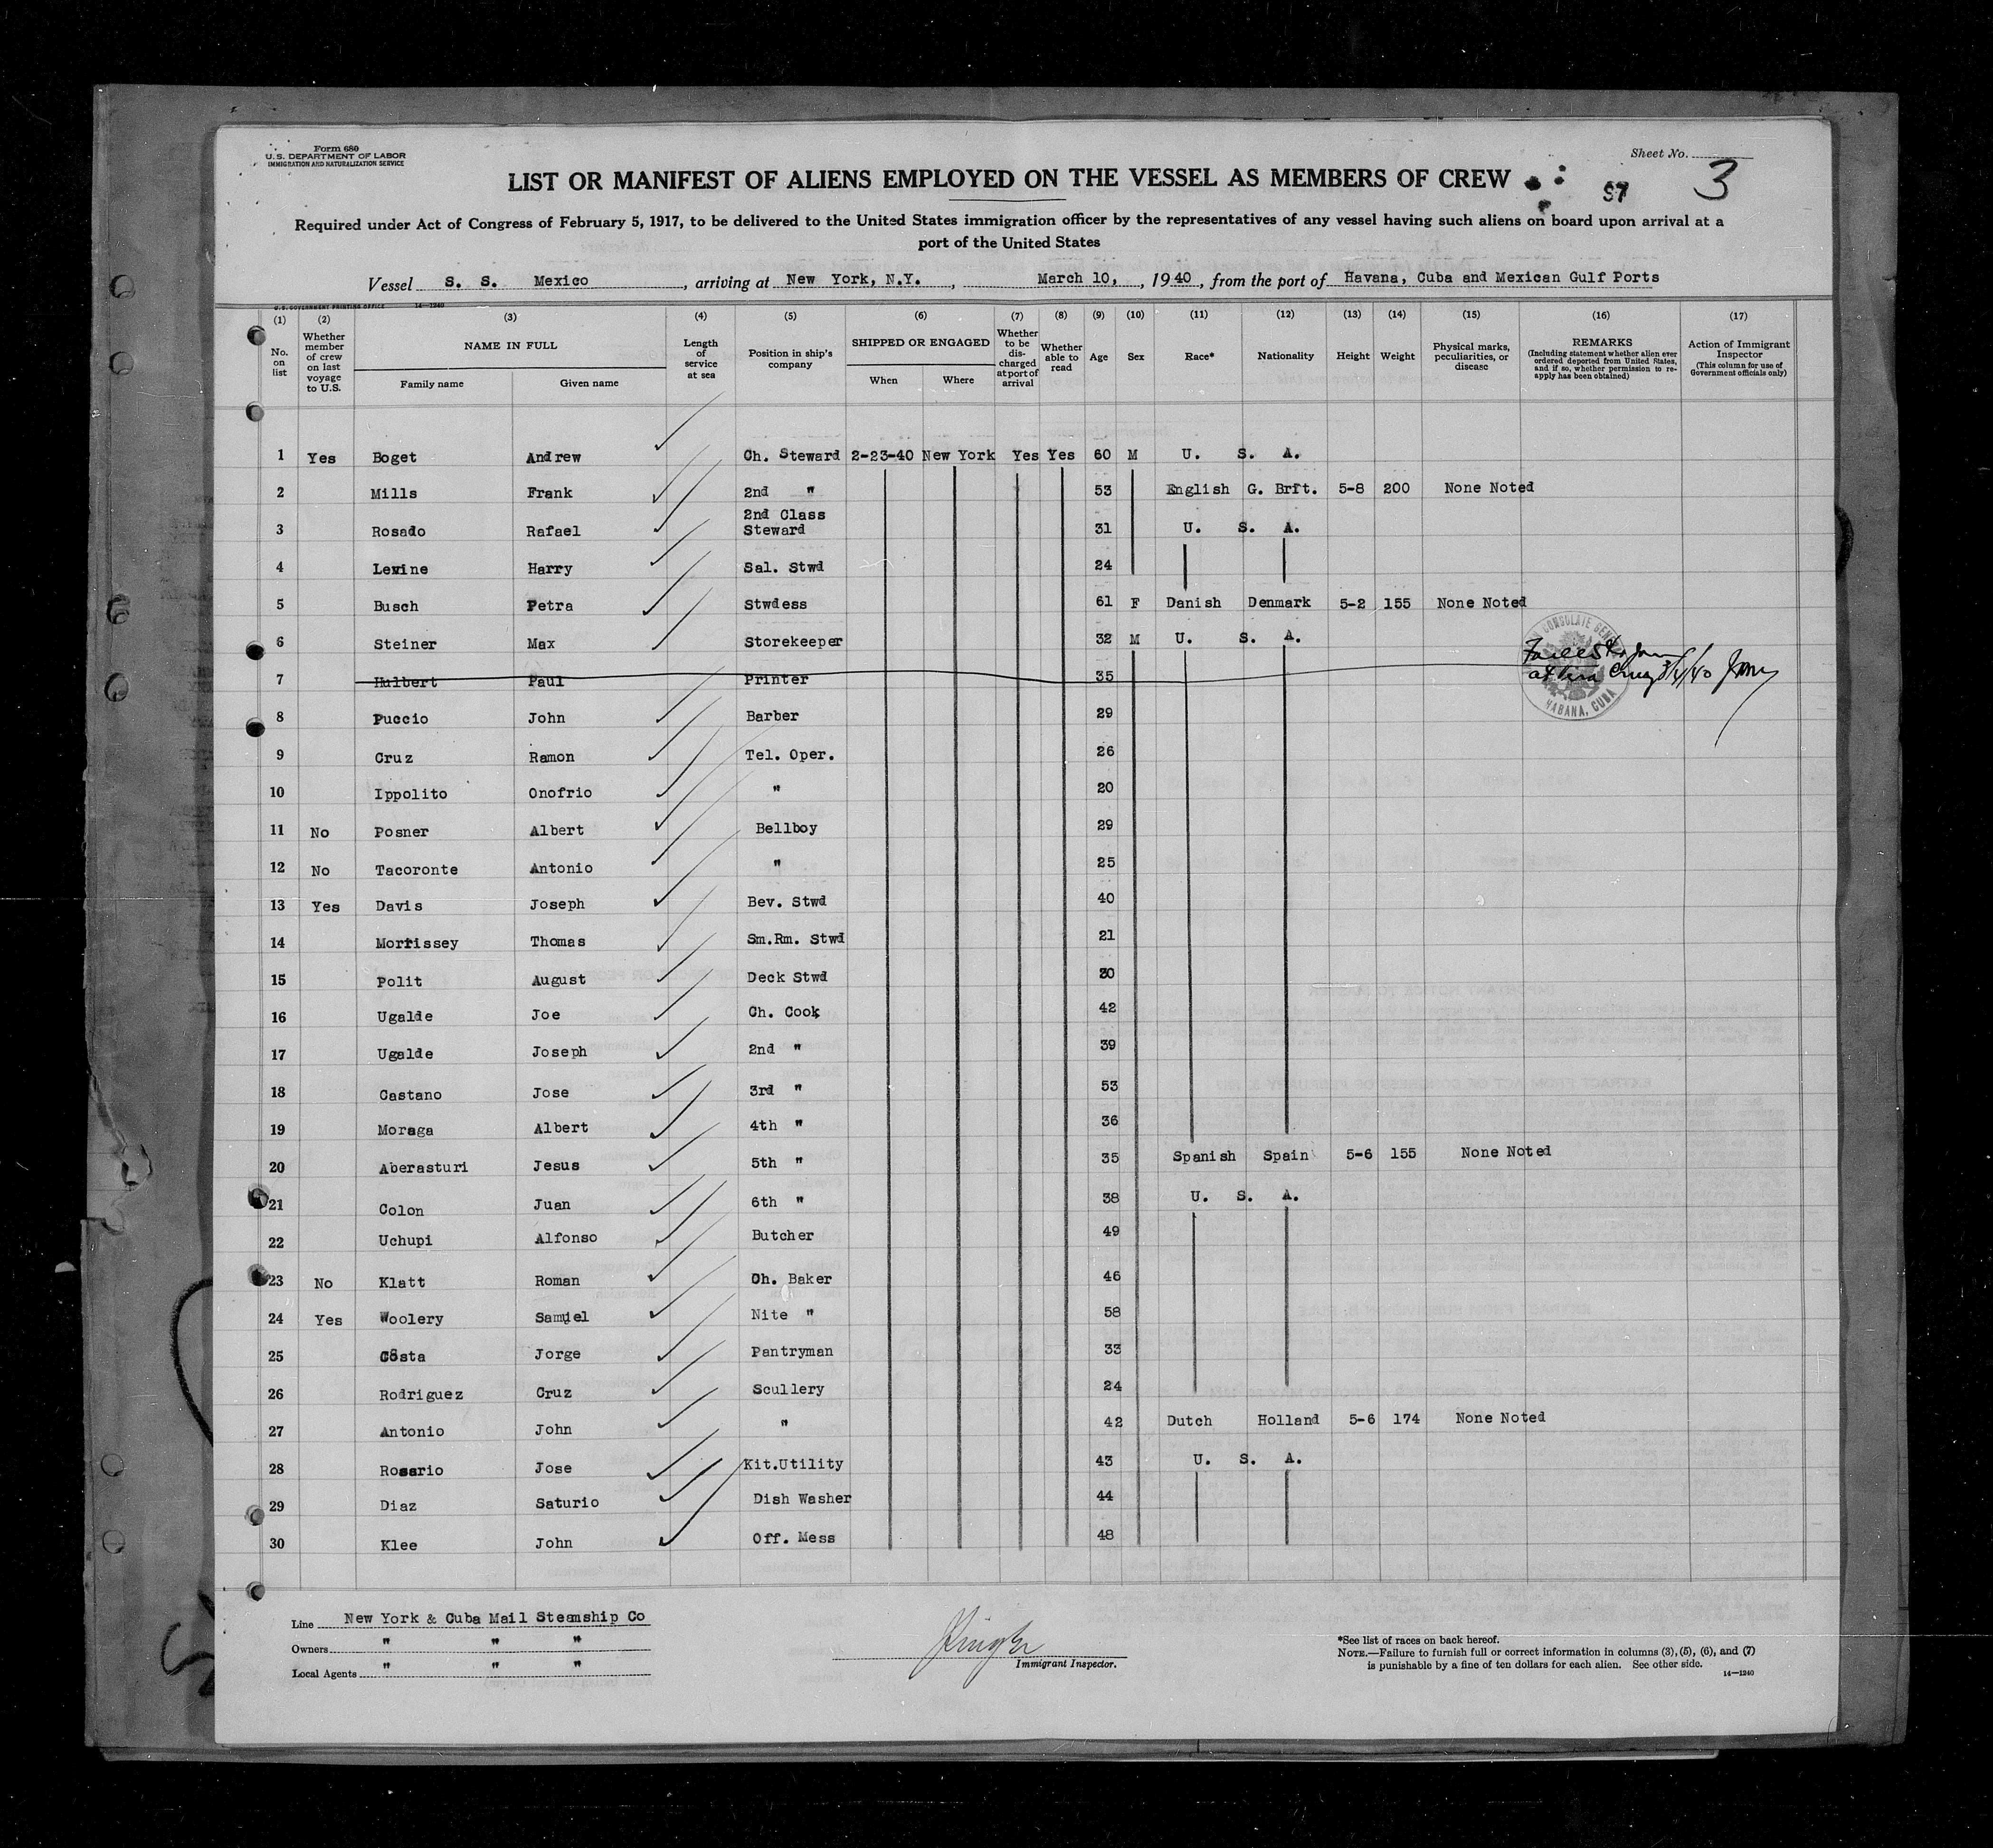 Form 680
U.S. DEPARTMENT OF LABOR
IMMIGRATION AND NATURALIZATION SERVICE
Sheet No. 3
57
LIST OR MANIFEST OF ALIENS EMPLOYED ON THE VESSEL AS MEMBERS OF CREW
Required under Act of Congress of February 5, 1917, to be delivered to the United States immigration officer by the representatives of any vessel having such aliens on board upon arrival at a
port of the United States
Vessel S. S. Mexico, arriving at New York, N.Y., March 10, , 1940, from the port of Havana, Cuba and Mexican Gulf Ports
U.S. GOVERNMENT PRINTING OFFICE 14—1240
(1) No. on list
(2) Whether member of crew on last voyage to U.S.
(3) NAME IN FULL Family name Given name
(4) Length of service at sea
(5) Position in ship's company
(6) SHIPPED OR ENGAGED When Where
(7) Whether to be discharged at port of arrival
(8) Whether able to read
(9) Age
(10) Sex
(11) Race*
(12) Nationality
(13) Height
(14) Weight
(15) Physical marks, peculiarities, or disease
(16) REMARKS (Including statement whether alien ever ordered deported from United States, and if so, whether permission to re-apply has been obtained)
(17) Action of Immigrant Inspector (This column for use of Government officials only)
1 Yes Boget Andrew Ch. Steward 2-23-40 New York Yes Yes 60 M U. S. A.
2 Mills Frank 2nd " 53 English G. Brit. 5-8 200 None Noted
3 Rosado Rafael 2nd Class Steward 31 U. S. A.
4 Levine Harry Sal. Stwd 24
5 Busch Petra Stwdess 61 F Danish Denmark 5-2 155 None Noted
6 Steiner Max Storekeeper 32 M U. S. A.
7 Hulbert Paul Printer 35
CONSULATE GENERAL HABANA, CUBA
8 Puccio John Barber 29
9 Cruz Ramon Tel. Oper. 26
10 Ippolito Onofrio " 20
11 No Posner Albert Bellboy 29
12 No Tacoronte Antonio " 25
13 Yes Davis Joseph Bev. Stwd 40
14 Morrissey Thomas Sm.Rm. Stwd 21
15 Polit August Deck Stwd
16 Ugalde Joe Ch. Cook 42
17 Ugalde Joseph 2nd " 39
18 Castano Jose 3rd " 53
19 Moraga Albert 4th " 36
20 Aberasturi Jesus 5th " 35 Spanish Spain 5-6 155 None Noted
21 Colon Juan 6th " 38 U. S. A.
22 Uchupi Alfonso Butcher 49
23 No Klatt Roman Ch. Baker 46
24 Yes Woolery Samuel Nite " 58
25 Costa Jorge Pantryman 33
26 Rodriguez Cruz Scullery 24
27 Antonio John " 42 Dutch Holland 5-6 174 None Noted
28 Rosario Jose Kit.Utility 43 U. S. A.
29 Diaz Saturio Dish Washer 44
30 Klee John Off. Mess 48
Line New York & Cuba Mail Steamship Co
Owners " " "
Local Agents " " "
Immigrant Inspector.
*See list of races on back hereof.
NOTE.—Failure to furnish full or correct information in columns (3), (5), (6), and (7)
is punishable by a fine of ten dollars for each alien. See other side.
14—1240